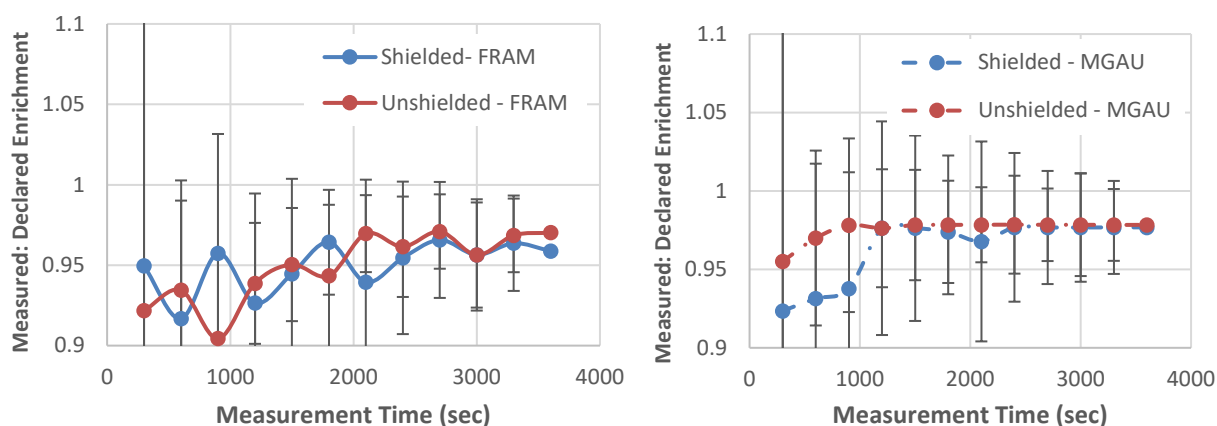 Measured: Declared Enrichment
1.1
1.05
1
0.95
0.9
Shielded- FRAM
Unshielded - FRAM
0
1000
2000
3000
4000
Measurement Time (sec)
Measured: Declared Enrichment
1.1
1.05
1
0.95
0.9
Shielded - MGAU
Unshielded - MGAU
0
1000
2000
3000
4000
Measurement Time (sec)